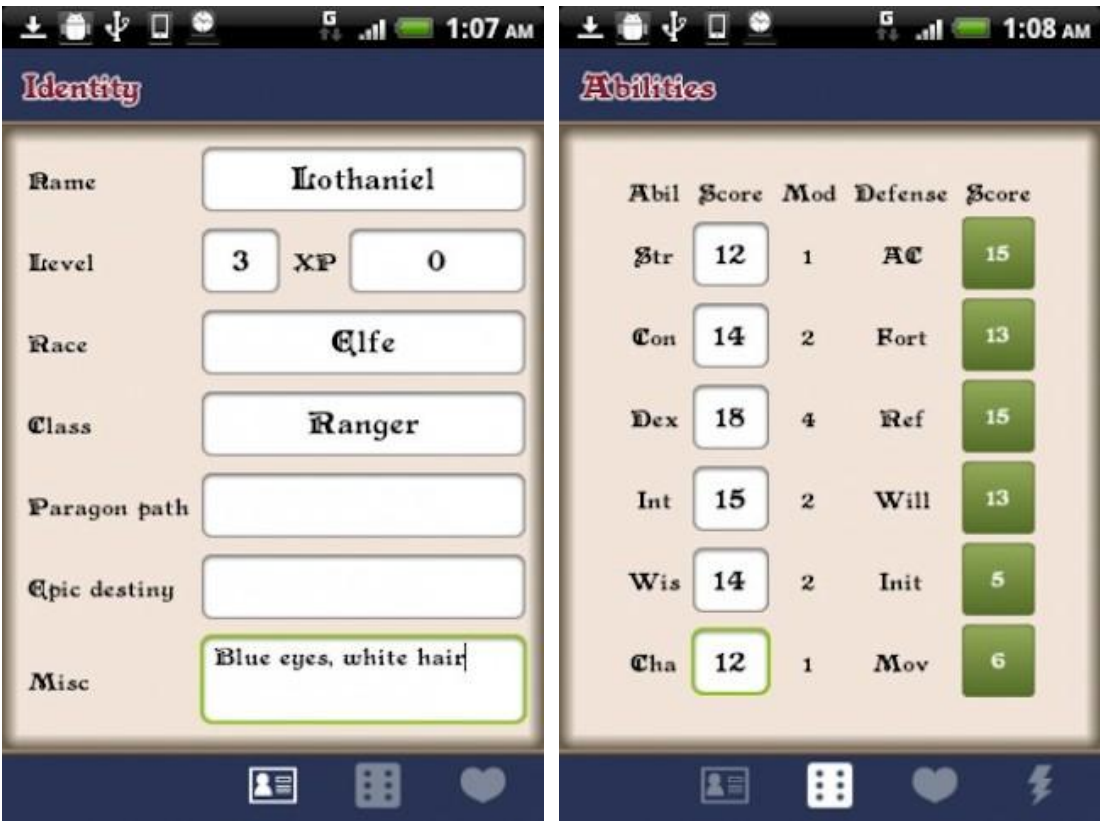 1:07 AM
Identity
Name Lothaniel
Level 3 XP 0
Race Elfe
Class Ranger
Paragon path
Epic destiny
Misc Blue eyes, white hair
1:08 AM
Abilities
Abil Score Mod Defense Score
Str 12 1 AC 15
Con 14 2 Fort 13
Dex 18 4 Ref 15
Int 15 2 Will 13
Wis 14 2 Init 5
Cha 12 1 Mov 6